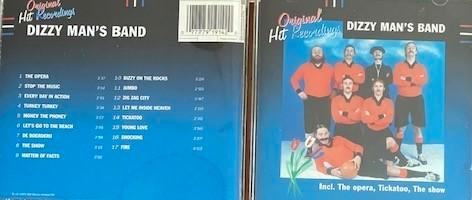 Original
Hit Recordings
DIZZY MAN'S BAND
1 THE OPERA
2 STOP THE MUSIC
3 EVERY DAY IN ACTION
4 TURKEY TURKEY
5 MONEY THE PHONEY
6 LET'S GO TO THE BEACH
7 DE BOERDERIJ
8 THE SHOW
9 MATTER OF FACTS
10 DIZZY ON THE ROCKS
11 JUMBO
12 ZIG ZAG CITY
13 LET ME INSIDE HEAVEN
14 TICKATOO
15 YOUNG LOVE
16 SHOCKING
17 FIRE
Original
Hit Recordings
DIZZY MAN'S BAND
Incl. The opera, Tickatoo, The show